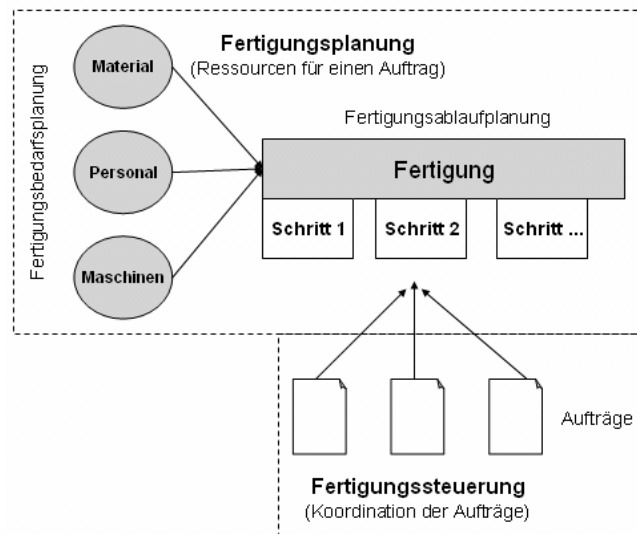 Fertigungsplanung
(Ressourcen für einen Auftrag)
Fertigungsbedarfsplanung
Material
Personal
Maschinen
Fertigungsablaufplanung
Fertigung
Schritt 1
Schritt 2
Schritt ...
Aufträge
Fertigungssteuerung
(Koordination der Aufträge)